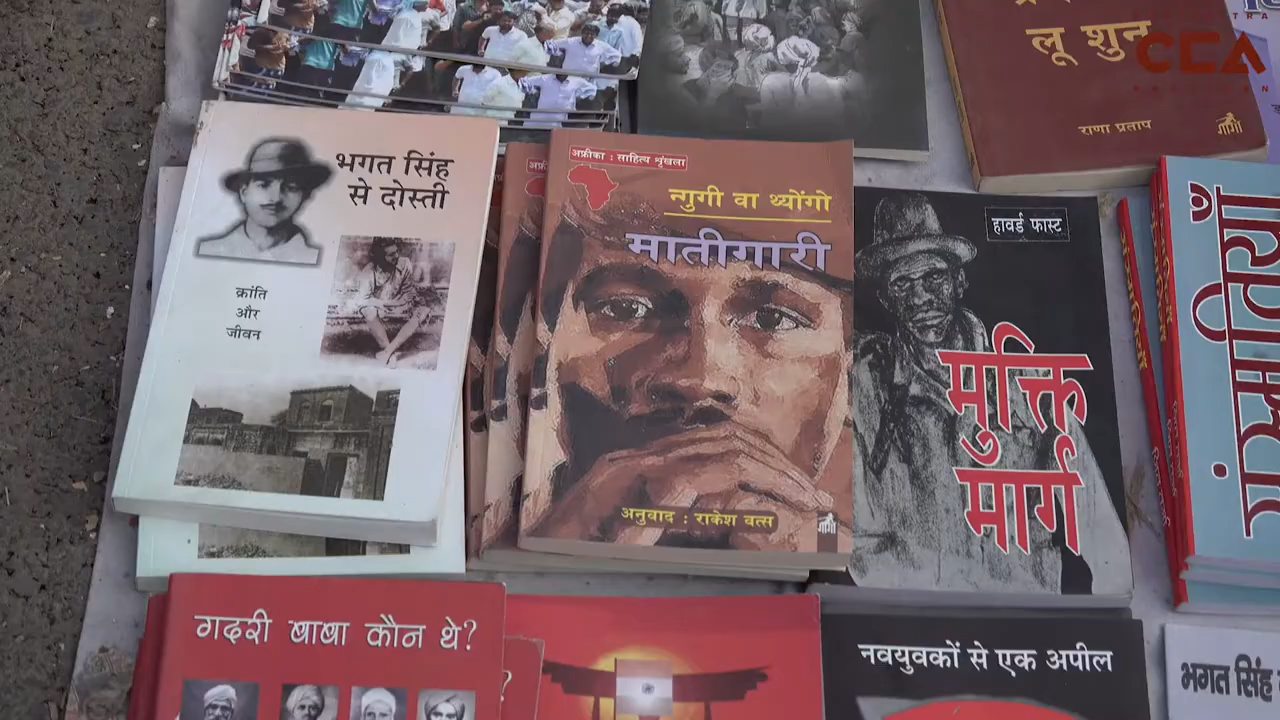 लू शुन
राणा प्रताप
गार्गी
CCA
भगत सिंह
से दोस्ती
क्रांति
और
जीवन
अफ्रीका : साहित्य श्रृंखला
न्गुगी वा थ्योंगो
मातीगारी
अनुवाद : राकेश वत्स
गार्गी
हावर्ड फास्ट
मुक्ति
मार्ग
गदरी बाबा कौन थे?
नवयुवकों से एक अपील
भगत सिंह